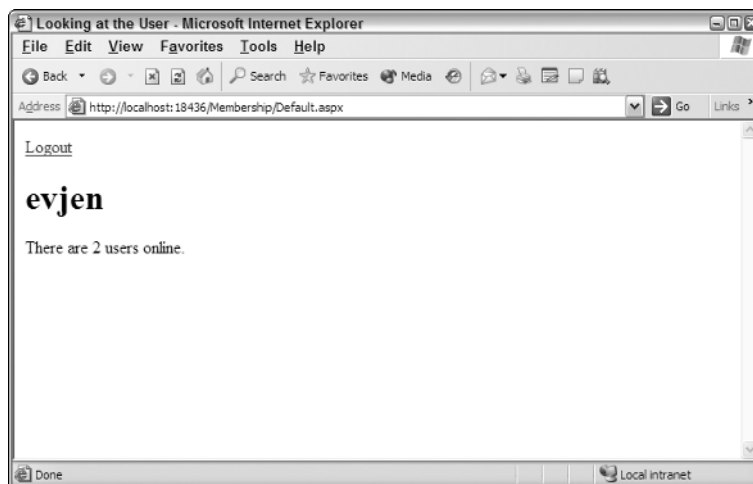 Looking at the User - Microsoft Internet Explorer
File Edit View Favorites Tools Help
Back Search Favorites Media
Address http://localhost:18436/Membership/Default.aspx Go Links
Logout
evjen
There are 2 users online.
Done Local intranet